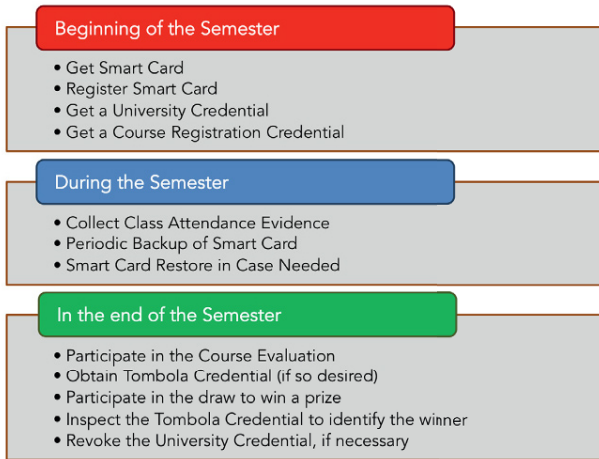 Beginning of the Semester
• Get Smart Card
• Register Smart Card
• Get a University Credential
• Get a Course Registration Credential
During the Semester
• Collect Class Attendance Evidence
• Periodic Backup of Smart Card
• Smart Card Restore in Case Needed
In the end of the Semester
• Participate in the Course Evaluation
• Obtain Tombola Credential (if so desired)
• Participate in the draw to win a prize
• Inspect the Tombola Credential to identify the winner
• Revoke the University Credential, if necessary